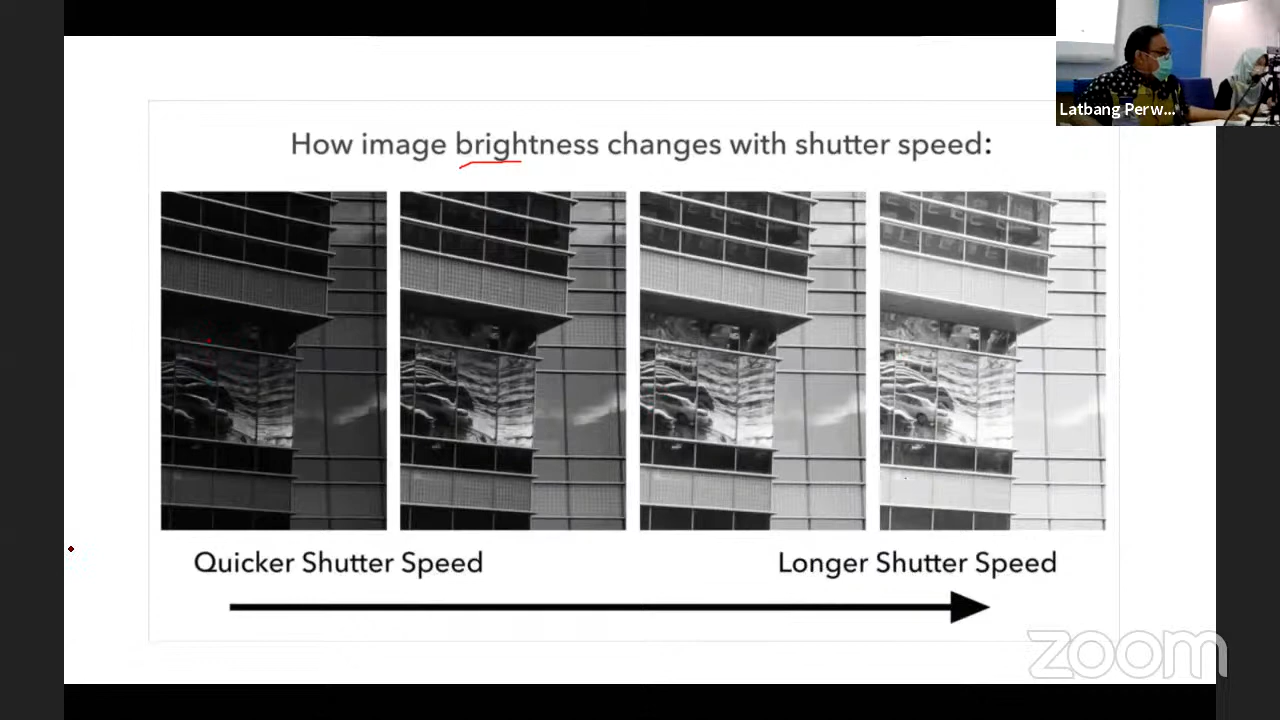 Latbang Perw...
How image brightness changes with shutter speed:
Quicker Shutter Speed
Longer Shutter Speed
zoom